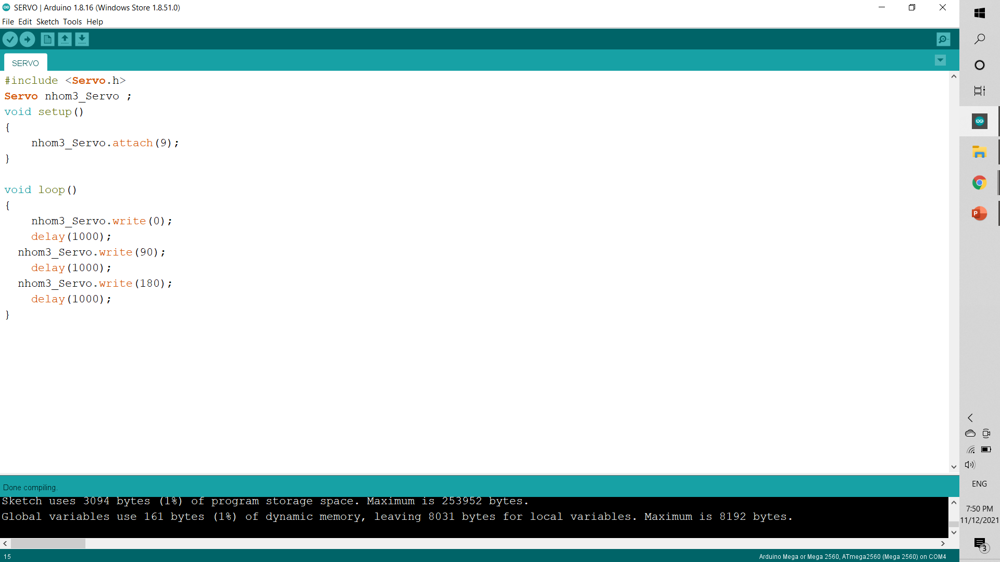 SERVO | Arduino 1.8.16 (Windows Store 1.8.51.0)
File Edit Sketch Tools Help
SERVO
#include <Servo.h>
Servo nhom3_Servo ;
void setup()
{
    nhom3_Servo.attach(9);
}

void loop()
{
    nhom3_Servo.write(0);
    delay(1000);
  nhom3_Servo.write(90);
    delay(1000);
  nhom3_Servo.write(180);
    delay(1000);
}
Done compiling.
Sketch uses 3094 bytes (1%) of program storage space. Maximum is 253952 bytes.
Global variables use 161 bytes (1%) of dynamic memory, leaving 8031 bytes for local variables. Maximum is 8192 bytes.
15
Arduino Mega or Mega 2560, ATmega2560 (Mega 2560) on COM4
P
ENG
7:50 PM
11/12/2021
3